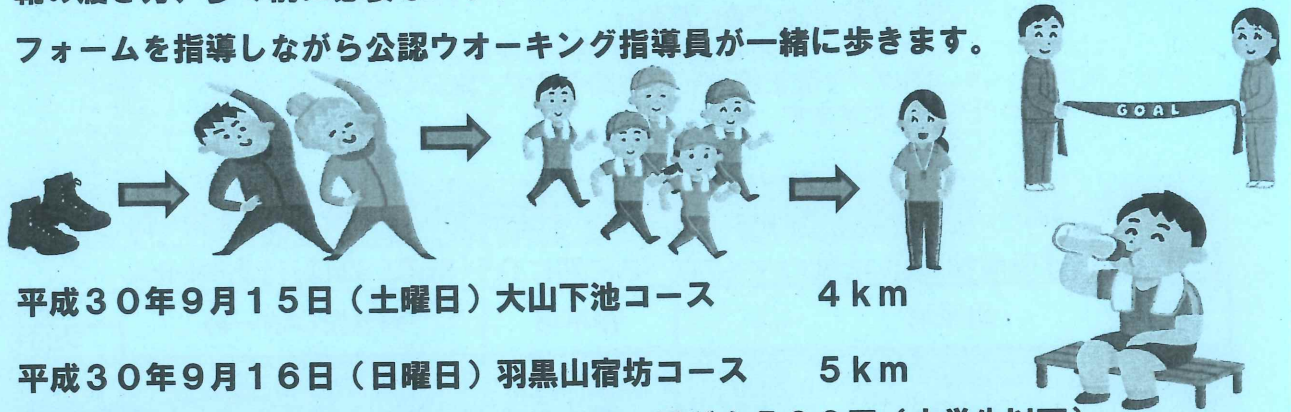 フォームを指導しながら公認ウオーキング指導員が一緒に歩きます。
GOAL
平成３０年９月１５日（土曜日）大山下池コース　　４ｋｍ
平成３０年９月１６日（日曜日）羽黒山宿坊コース　　５ｋｍ